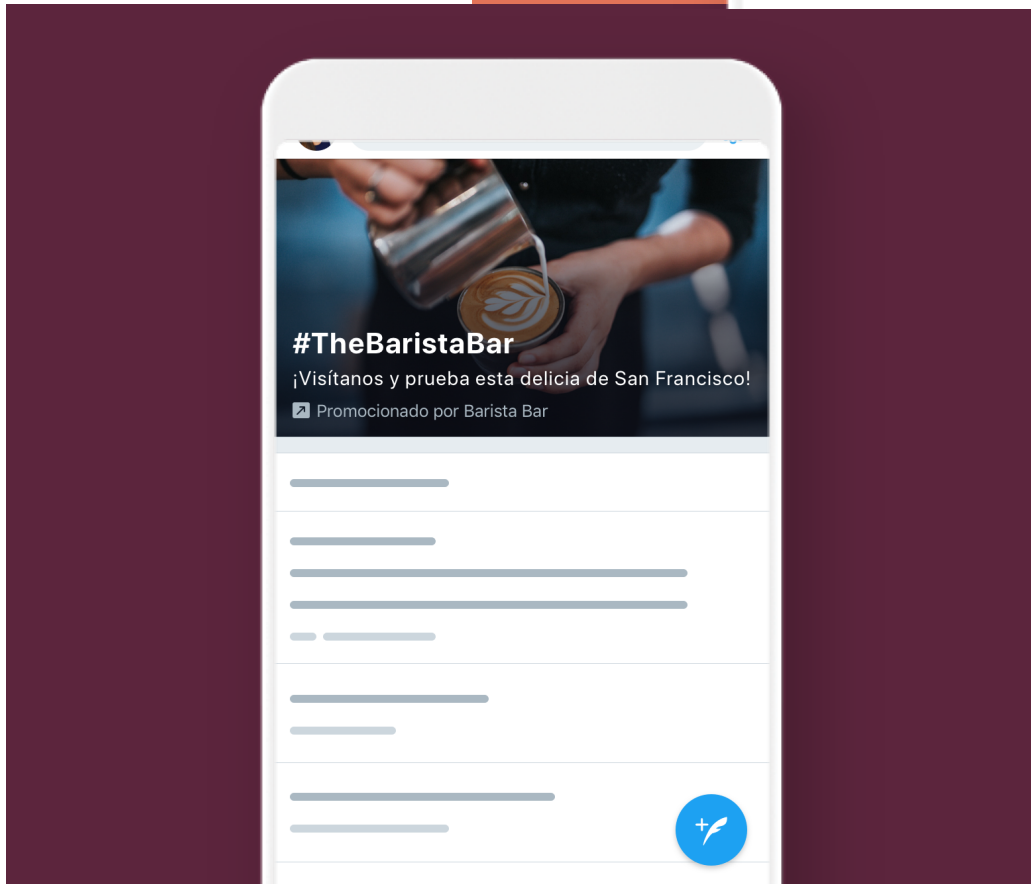 #TheBaristaBar
¡Visítanos y prueba esta delicia de San Francisco!
Promocionado por Barista Bar